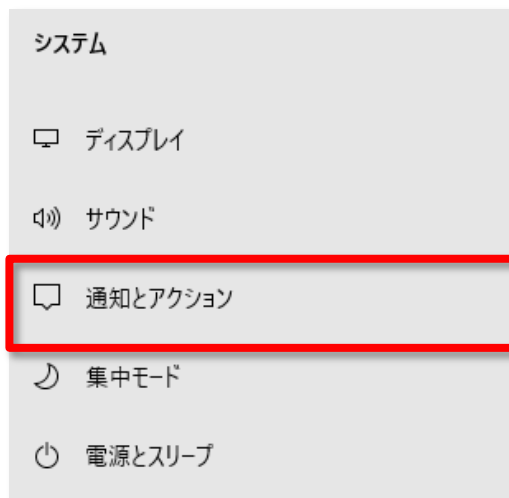 システム
ディスプレイ
サウンド
通知とアクション
集中モード
電源とスリープ